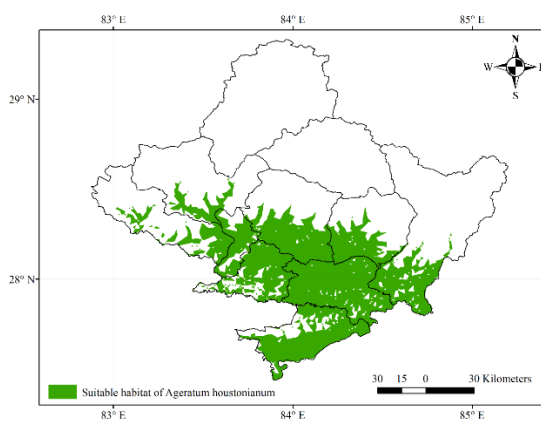 83° E 84° E 85° E
N
W E
S
29° N
28° N
30 15 0 30 Kilometers
Suitable habitat of Ageratum houstonianum
83° E 84° E 85° E